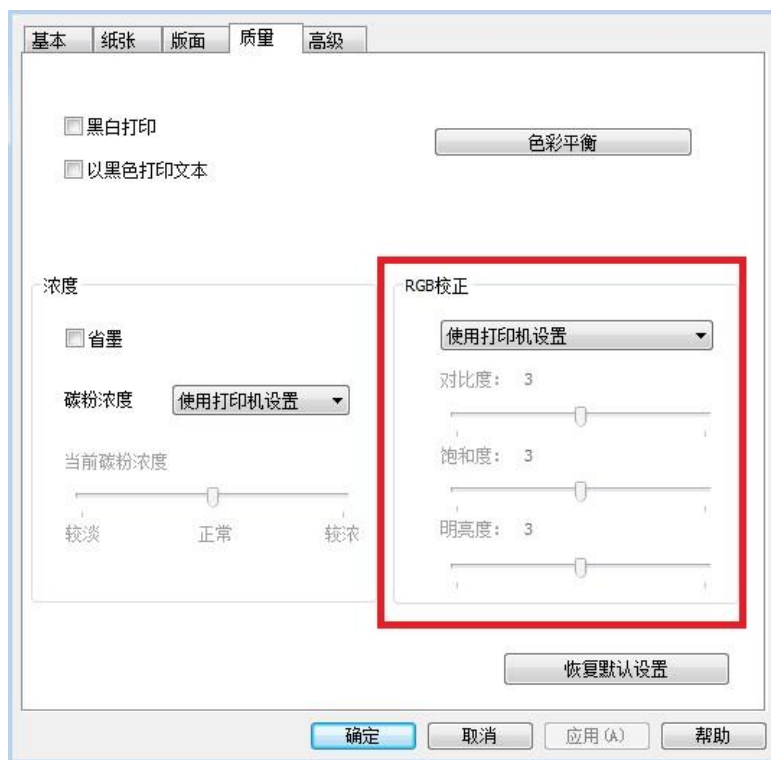 基本 纸张 版面 质量 高级
黑白打印
色彩平衡
以黑色打印文本
浓度
省墨
碳粉浓度 使用打印机设置
当前碳粉浓度
较淡 正常 较浓
RGB校正
使用打印机设置
对比度: 3
饱和度: 3
明亮度: 3
恢复默认设置
确定 取消 应用(A) 帮助